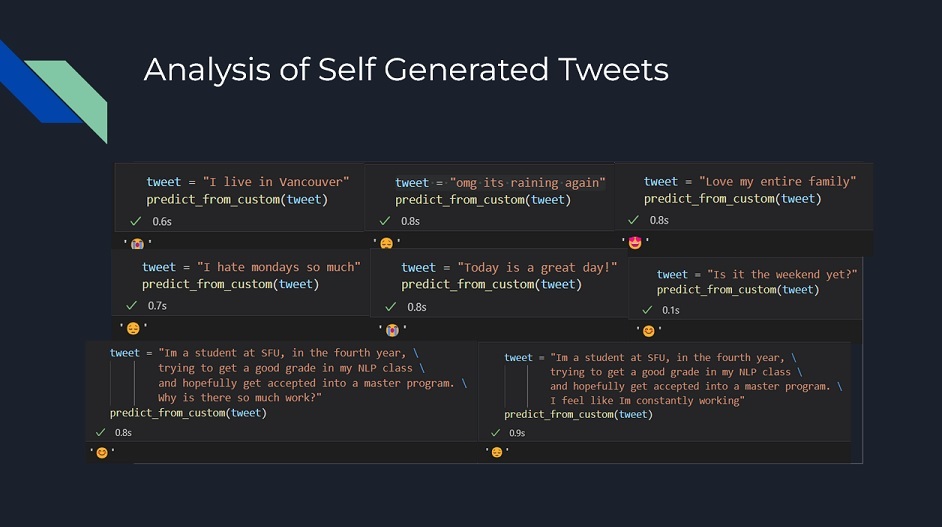 Analysis of Self Generated Tweets
tweet = "I live in Vancouver"
predict_from_custom(tweet)
✓ 0.6s
'😭'
tweet = "omg its raining again"
predict_from_custom(tweet)
✓ 0.8s
'😔'
tweet = "Love my entire family"
predict_from_custom(tweet)
✓ 0.8s
'😍'
tweet = "I hate mondays so much"
predict_from_custom(tweet)
✓ 0.7s
'😔'
tweet = "Today is a great day!"
predict_from_custom(tweet)
✓ 0.8s
'😭'
tweet = "Is it the weekend yet?"
predict_from_custom(tweet)
✓ 0.1s
'😊'
tweet = "Im a student at SFU, in the fourth year, \
trying to get a good grade in my NLP class \
and hopefully get accepted into a master program. \
Why is there so much work?"
predict_from_custom(tweet)
✓ 0.8s
'😊'
tweet = "Im a student at SFU, in the fourth year, \
trying to get a good grade in my NLP class \
and hopefully get accepted into a master program. \
I feel like Im constantly working"
predict_from_custom(tweet)
✓ 0.9s
'😔'